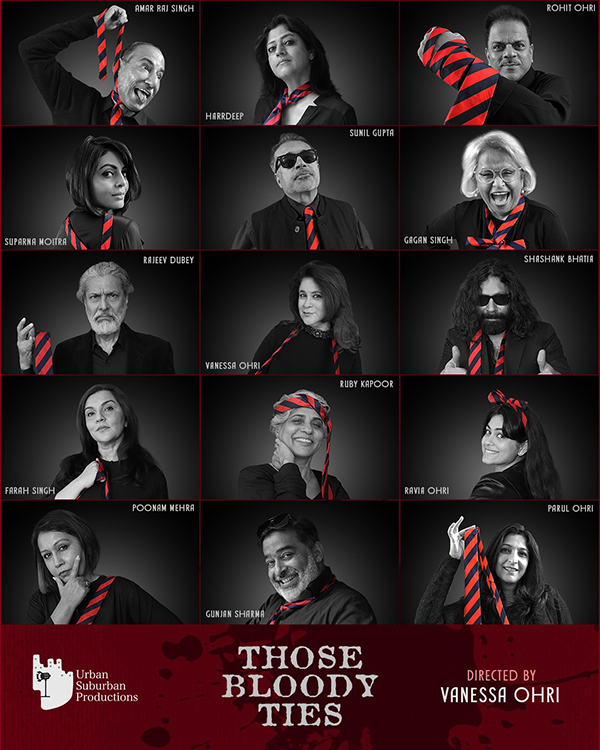 AMAR RAJ SINGH
HARRDEEP
ROHIT OHRI
SUPARNA MOITRA
SUNIL GUPTA
GAGAN SINGH
RAJEEV DUBEY
VANESSA OHRI
SHASHANK BHATIA
FARAH SINGH
RUBY KAPOOR
RAVIA OHRI
POONAM MEHRA
GUNJAN SHARMA
PARUL OHRI
Urban
Suburban
Productions
THOSE
BLOODY
TIES
DIRECTED BY
VANESSA OHRI